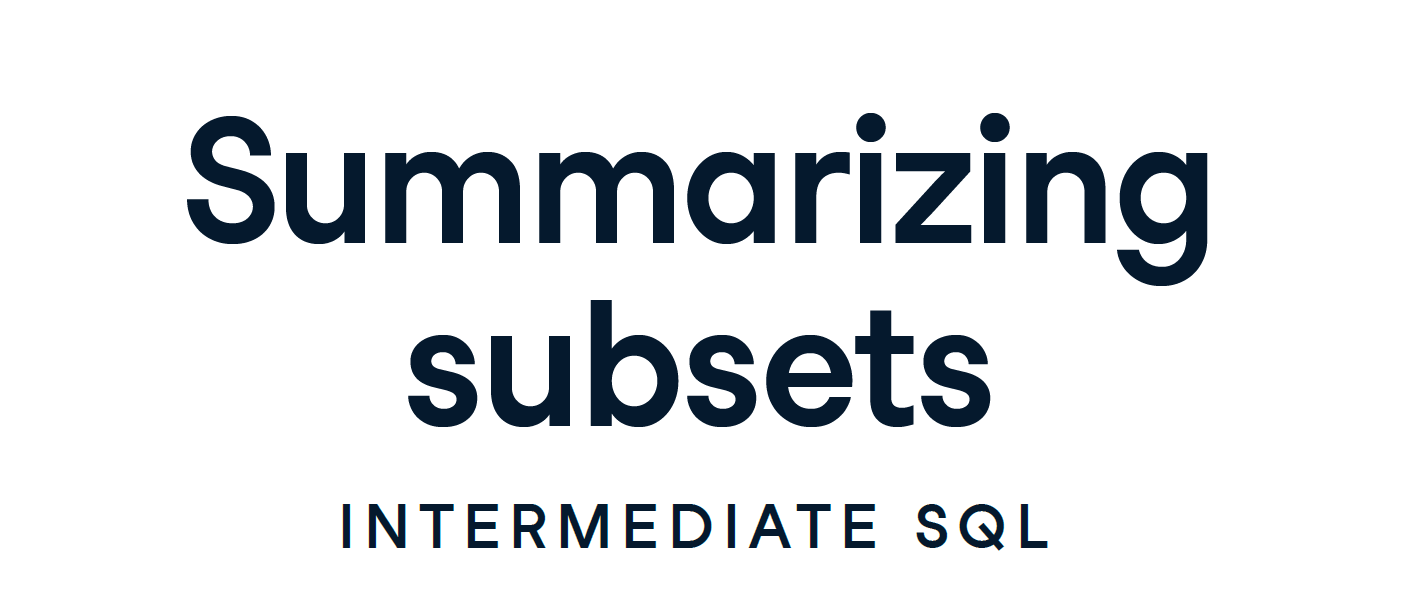 Summarizing
subsets
INTERMEDIATE SQL